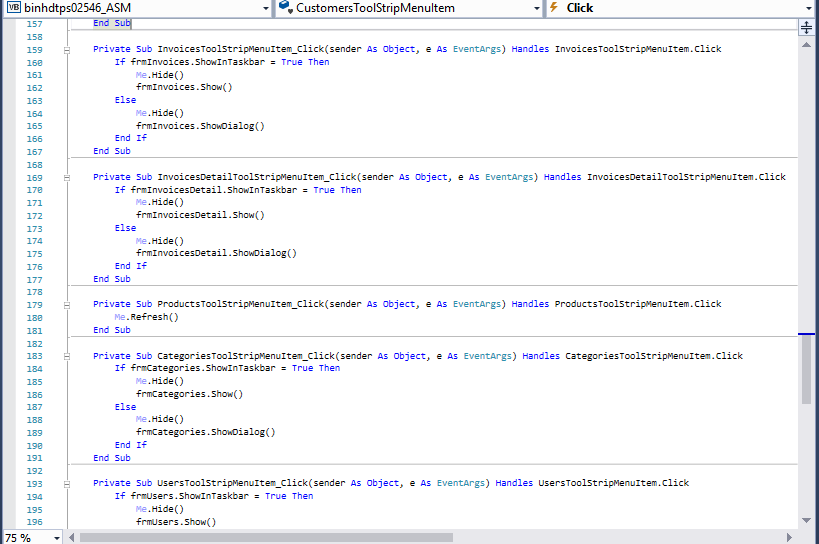 binhdtps02546_ASM CustomersToolStripMenuItem Click
157 End Sub
158
159 Private Sub InvoicesToolStripMenuItem_Click(sender As Object, e As EventArgs) Handles InvoicesToolStripMenuItem.Click
160 If frmInvoices.ShowInTaskbar = True Then
161 Me.Hide()
162 frmInvoices.Show()
163 Else
164 Me.Hide()
165 frmInvoices.ShowDialog()
166 End If
167 End Sub
168
169 Private Sub InvoicesDetailToolStripMenuItem_Click(sender As Object, e As EventArgs) Handles InvoicesDetailToolStripMenuItem.Click
170 If frmInvoicesDetail.ShowInTaskbar = True Then
171 Me.Hide()
172 frmInvoicesDetail.Show()
173 Else
174 Me.Hide()
175 frmInvoicesDetail.ShowDialog()
176 End If
177 End Sub
178
179 Private Sub ProductsToolStripMenuItem_Click(sender As Object, e As EventArgs) Handles ProductsToolStripMenuItem.Click
180 Me.Refresh()
181 End Sub
182
183 Private Sub CategoriesToolStripMenuItem_Click(sender As Object, e As EventArgs) Handles CategoriesToolStripMenuItem.Click
184 If frmCategories.ShowInTaskbar = True Then
185 Me.Hide()
186 frmCategories.Show()
187 Else
188 Me.Hide()
189 frmCategories.ShowDialog()
190 End If
191 End Sub
192
193 Private Sub UsersToolStripMenuItem_Click(sender As Object, e As EventArgs) Handles UsersToolStripMenuItem.Click
194 If frmUsers.ShowInTaskbar = True Then
195 Me.Hide()
196 frmUsers.Show()
75 %